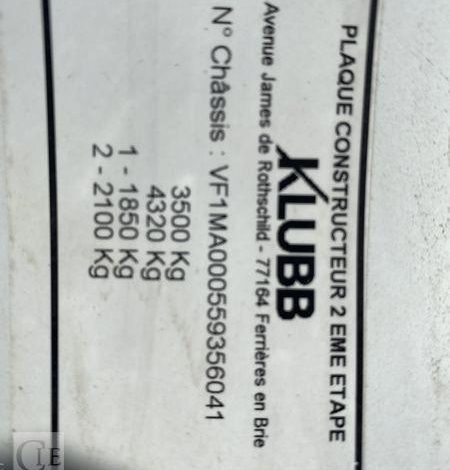 PLAQUE CONSTRUCTEUR 2 EME ETAPE
KLUBB
Avenue James de Rothschild - 77164 Ferrières en Brie
N° Châssis : VF1MA000559356041
3500 Kg
4320 Kg
1 - 1850 Kg
2 - 2100 Kg